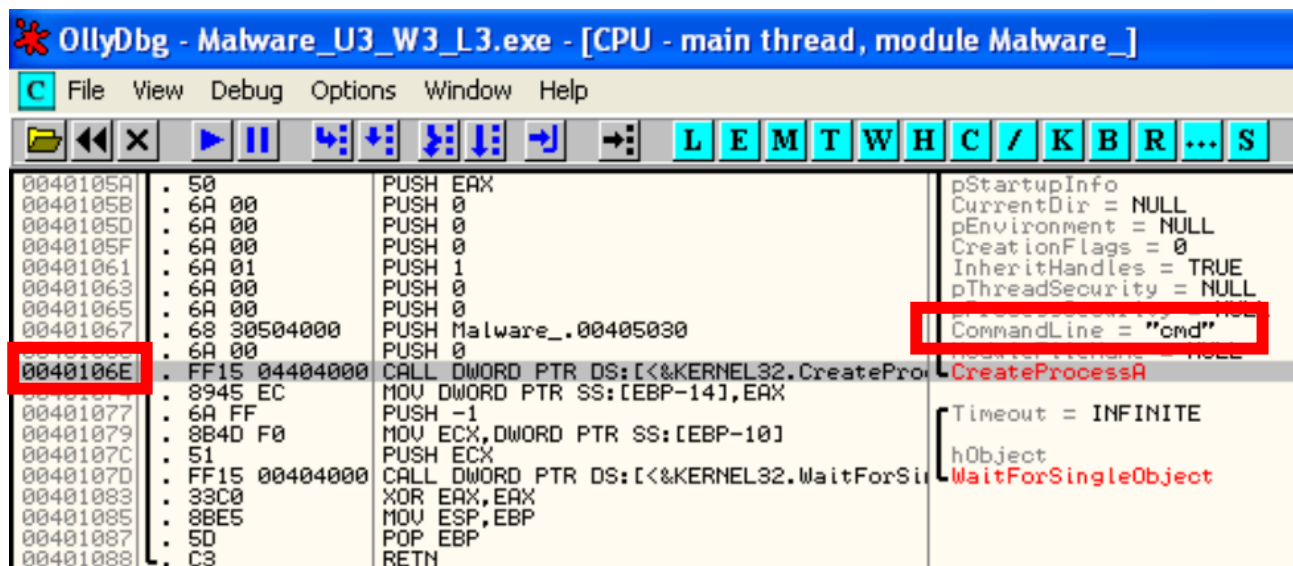 OllyDbg - Malware_U3_W3_L3.exe - [CPU - main thread, module Malware_]
C File View Debug Options Window Help
L E M T W H C / K B R ... S
0040105A . 50 PUSH EAX pStartupInfo
0040105B . 6A 00 PUSH 0 CurrentDir = NULL
0040105D . 6A 00 PUSH 0 pEnvironment = NULL
0040105F . 6A 00 PUSH 0 CreationFlags = 0
00401061 . 6A 01 PUSH 1 InheritHandles = TRUE
00401063 . 6A 00 PUSH 0 pThreadSecurity = NULL
00401065 . 6A 00 PUSH 0 pProcessSecurity = NULL
00401067 . 68 30504000 PUSH Malware_.00405030 CommandLine = "cmd"
. 6A 00 PUSH 0 ModuleFileName = NULL
0040106E . FF15 04404000 CALL DWORD PTR DS:[<&KERNEL32.CreatePro CreateProcessA
. 8945 EC MOV DWORD PTR SS:[EBP-14],EAX
00401077 . 6A FF PUSH -1 Timeout = INFINITE
00401079 . 8B4D F0 MOV ECX,DWORD PTR SS:[EBP-10]
0040107C . 51 PUSH ECX hObject
0040107D . FF15 00404000 CALL DWORD PTR DS:[<&KERNEL32.WaitForSi WaitForSingleObject
00401083 . 33C0 XOR EAX,EAX
00401085 . 8BE5 MOV ESP,EBP
00401087 . 5D POP EBP
00401088 . C3 RETN